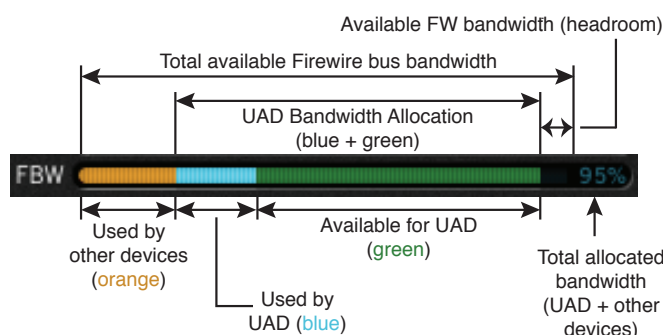 Available FW bandwidth (headroom)
Total available Firewire bus bandwidth
UAD Bandwidth Allocation
(blue + green)
FBW
95%
Used by
other devices
(orange)
Available for UAD
(green)
Used by
UAD (blue)
Total allocated
bandwidth
(UAD + other
devices)